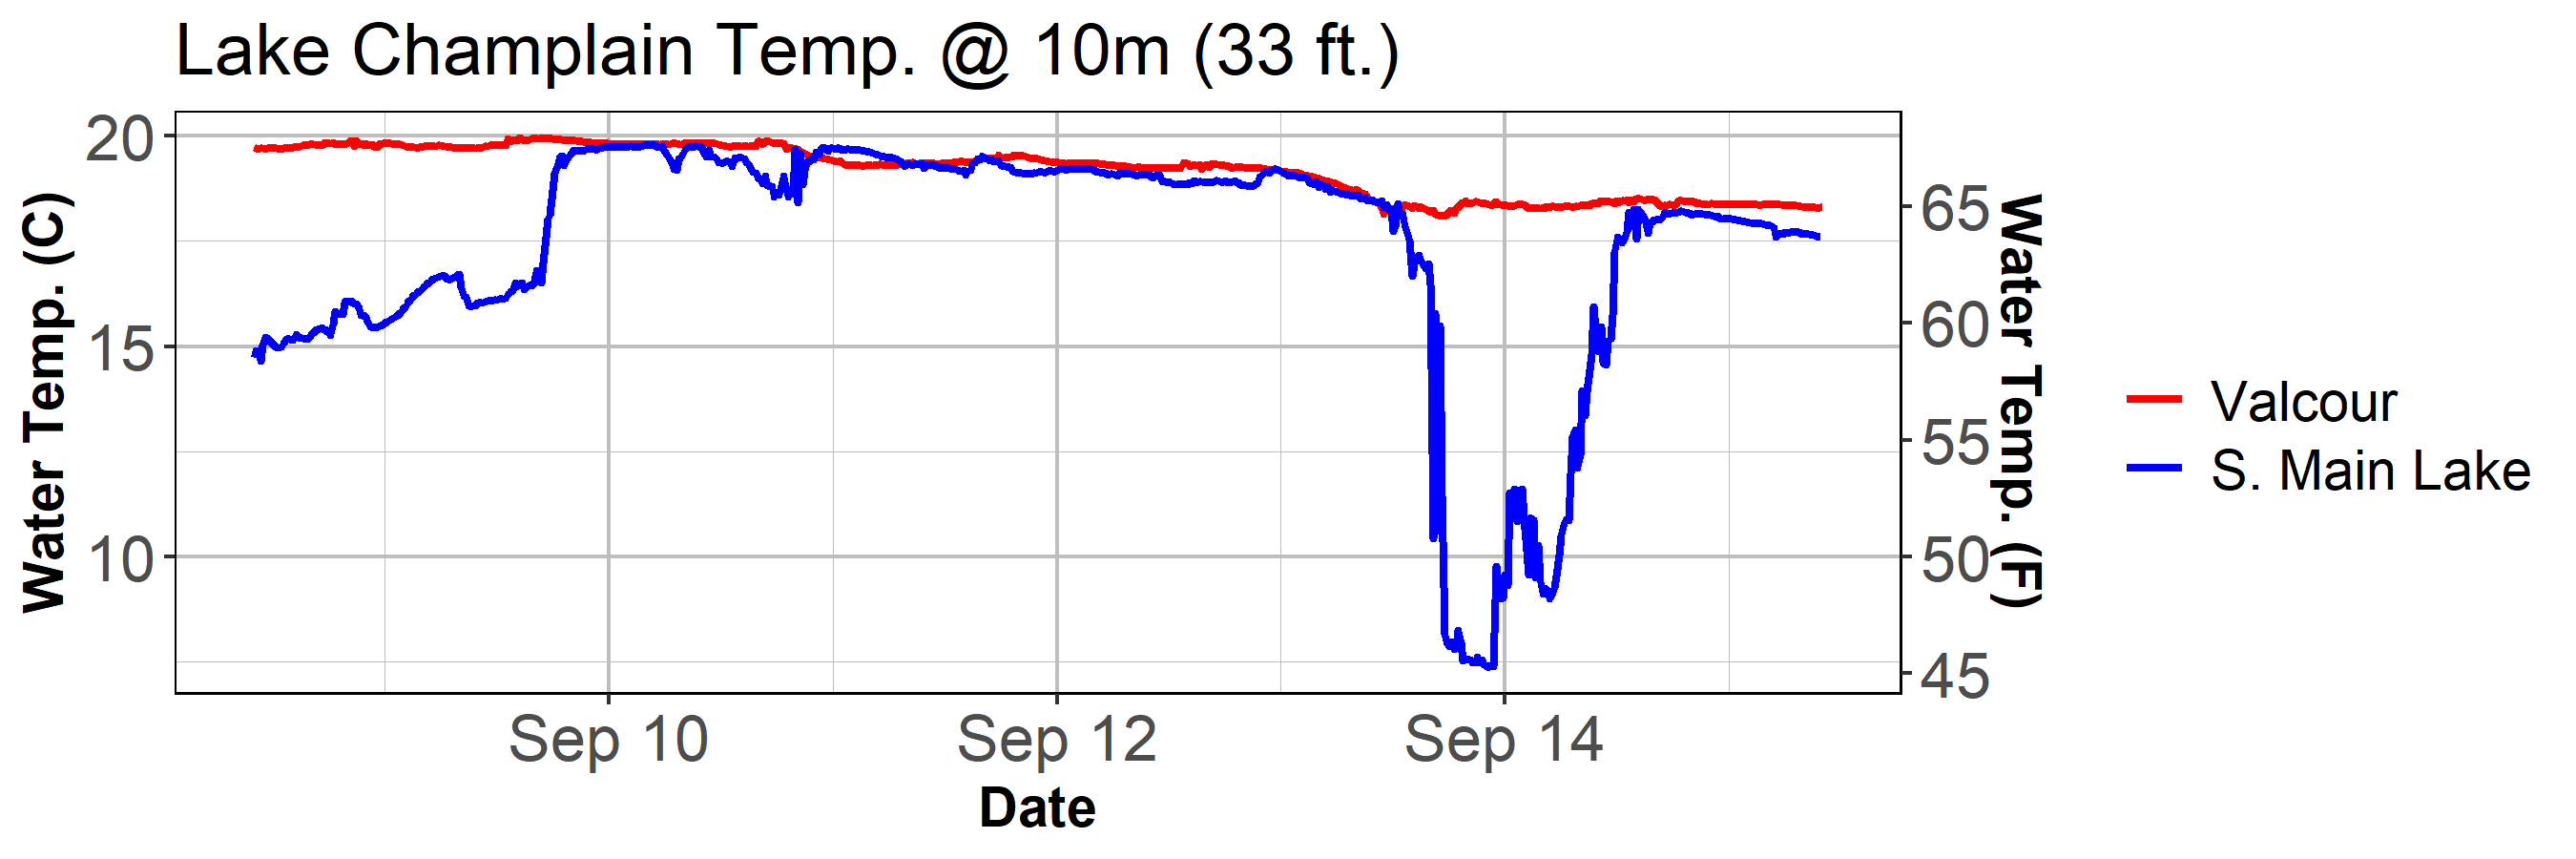 Lake Champlain Temp. @ 10m (33 ft.)
Water Temp. (C)
20
15
10
65
60
55
50
45
Water Temp. (F)
Sep 10
Sep 12
Sep 14
Date
Valcour
S. Main Lake